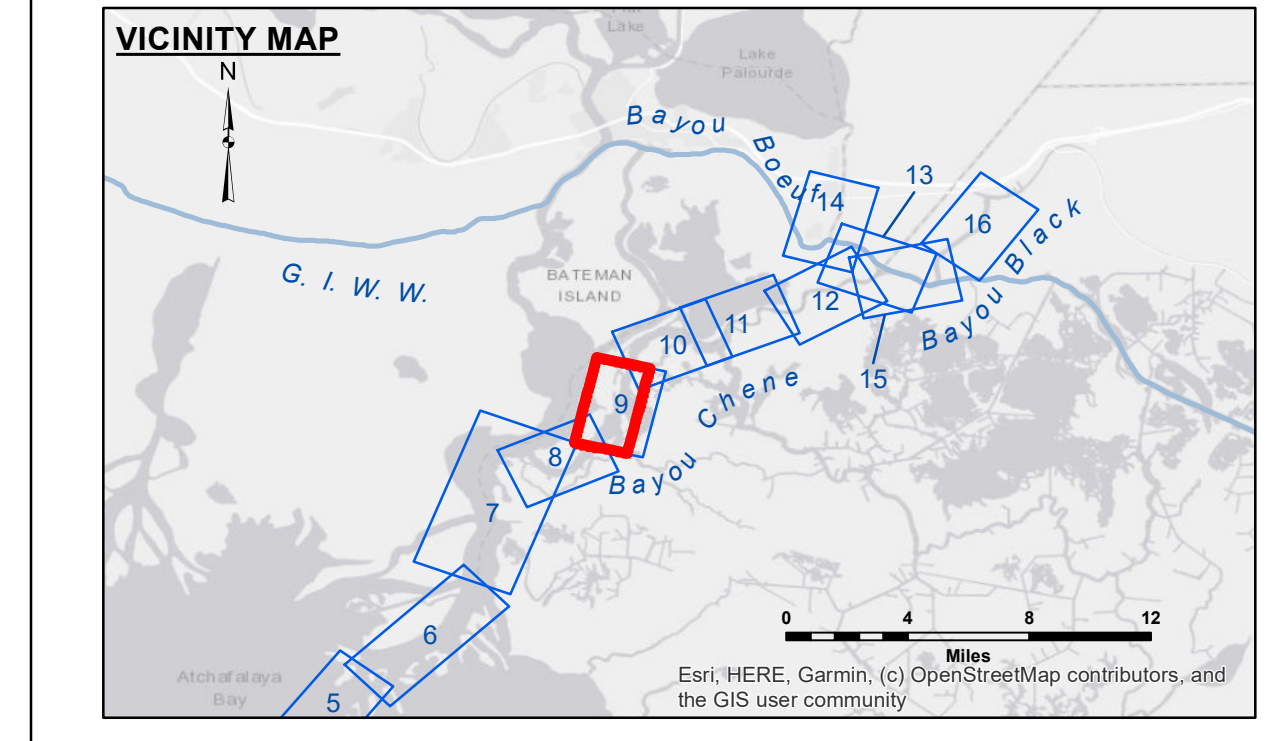 VICINITY MAP
N
Lake
Lake
Palourde
Bayou
Boeuf
13
14
16
Bayou Black
G. I. W. W.
BATEMAN
ISLAND
12
11
10
15
Bayou Chene
9
8
7
6
5
Atchafalaya
Bay
0 4 8 12
Miles
Esri, HERE, Garmin, (c) OpenStreetMap contributors, and
the GIS user community